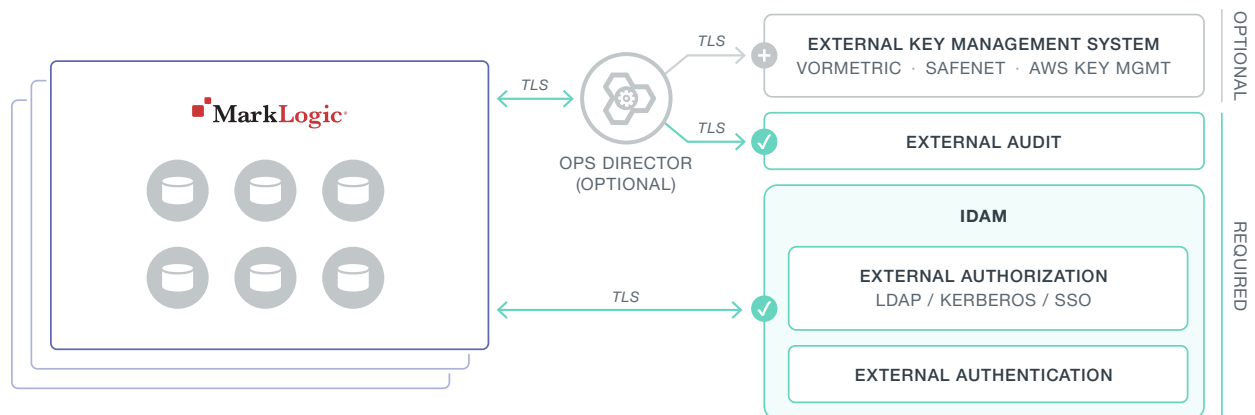 MarkLogic
TLS
OPS DIRECTOR
(OPTIONAL)
TLS
TLS
TLS
EXTERNAL KEY MANAGEMENT SYSTEM
VORMETRIC · SAFENET · AWS KEY MGMT
EXTERNAL AUDIT
IDAM
EXTERNAL AUTHORIZATION
LDAP / KERBEROS / SSO
EXTERNAL AUTHENTICATION
OPTIONAL
REQUIRED